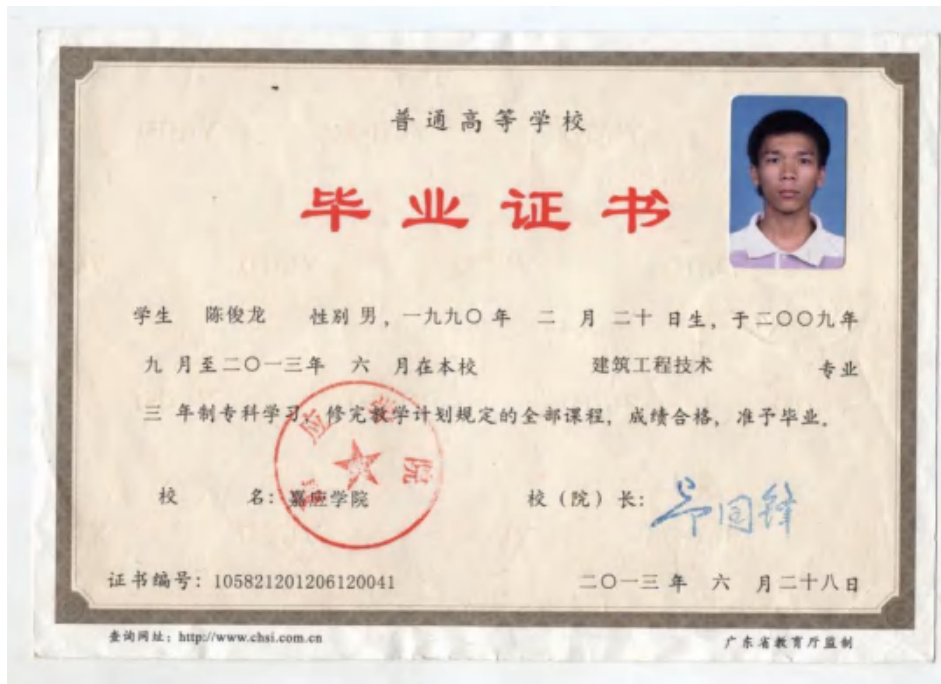 普通高等学校
毕业证书
学生 陈俊龙 性别 男，一九九〇年 二 月 二十 日生，于二〇〇九年
九 月至二〇一三年 六 月在本校 建筑工程技术 专业
三 年制专科学习，修完教学计划规定的全部课程，成绩合格，准予毕业。
应 学 院
校 名：嘉应学院 校（院）长：
国锋
证书编号：105821201206120041 二〇一三 年 六 月二十八日
查询网址：http://www.chsi.com.cn 广东省教育厅监制